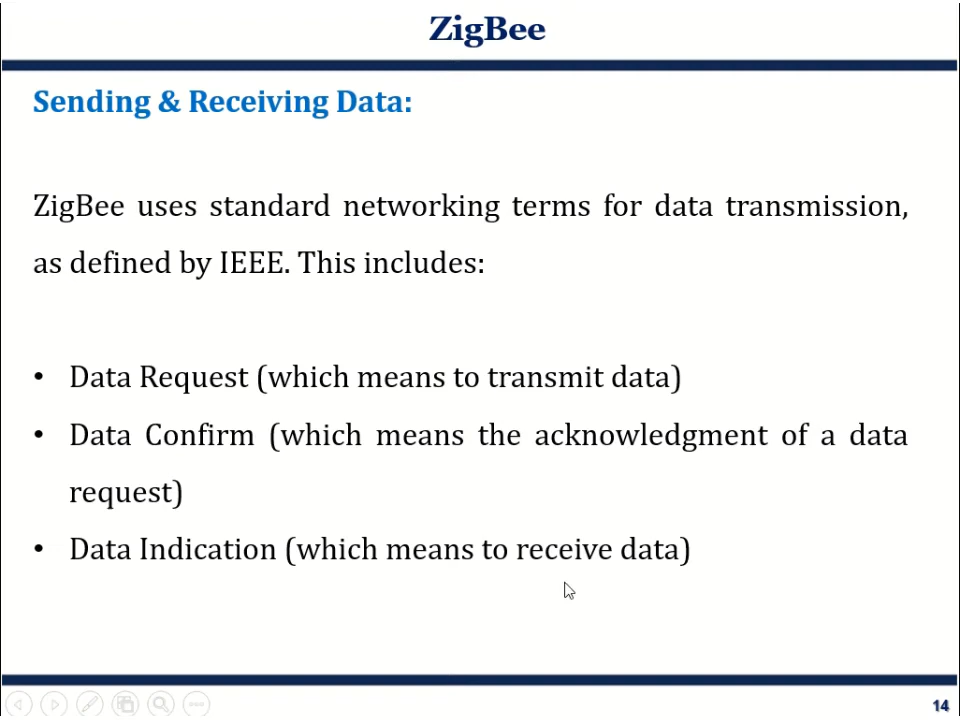 ZigBee
Sending & Receiving Data:
ZigBee uses standard networking terms for data transmission,
as defined by IEEE. This includes:
• Data Request (which means to transmit data)
• Data Confirm (which means the acknowledgment of a data
request)
• Data Indication (which means to receive data)
14